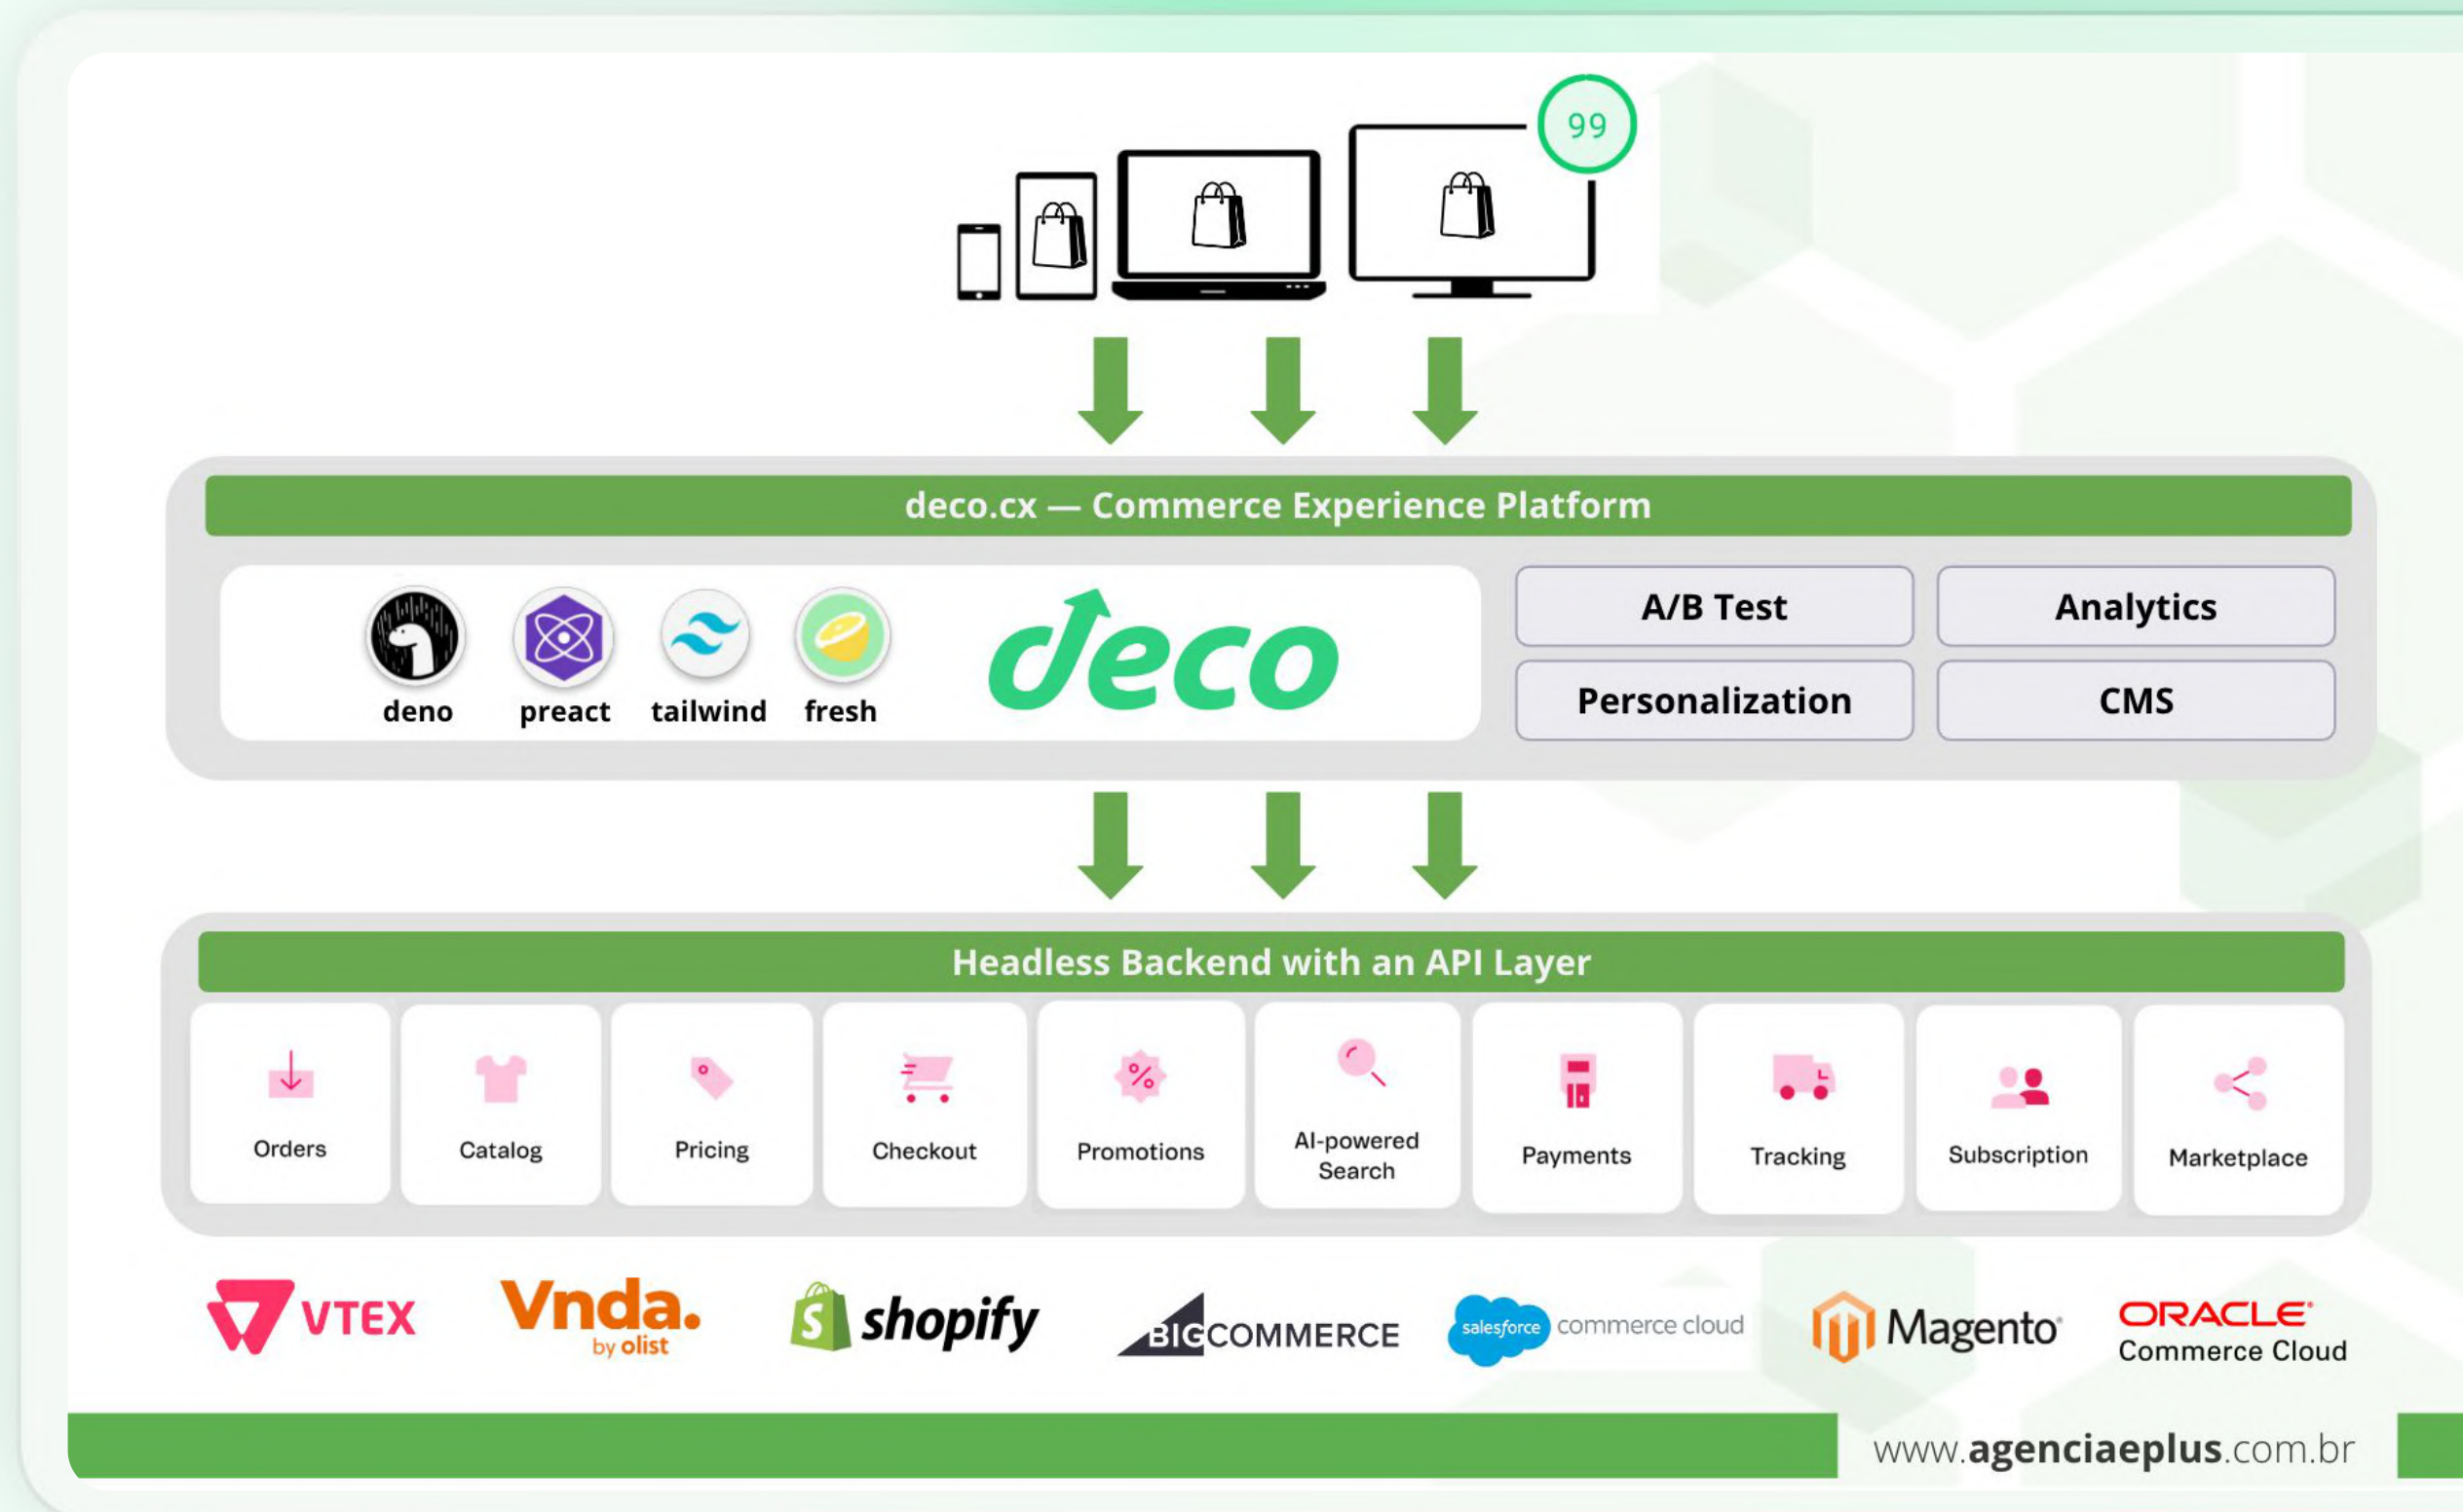 99
deco.cx — Commerce Experience Platform
deno
preact
tailwind
fresh
deco
A/B Test
Analytics
Personalization
CMS
Headless Backend with an API Layer
Orders
Catalog
Pricing
Checkout
Promotions
AI-powered
Search
Payments
Tracking
Subscription
Marketplace
VTEX
Vnda.
by olist
shopify
BIGCOMMERCE
salesforce commerce cloud
Magento
ORACLE
Commerce Cloud
www.agenciaeplus.com.br